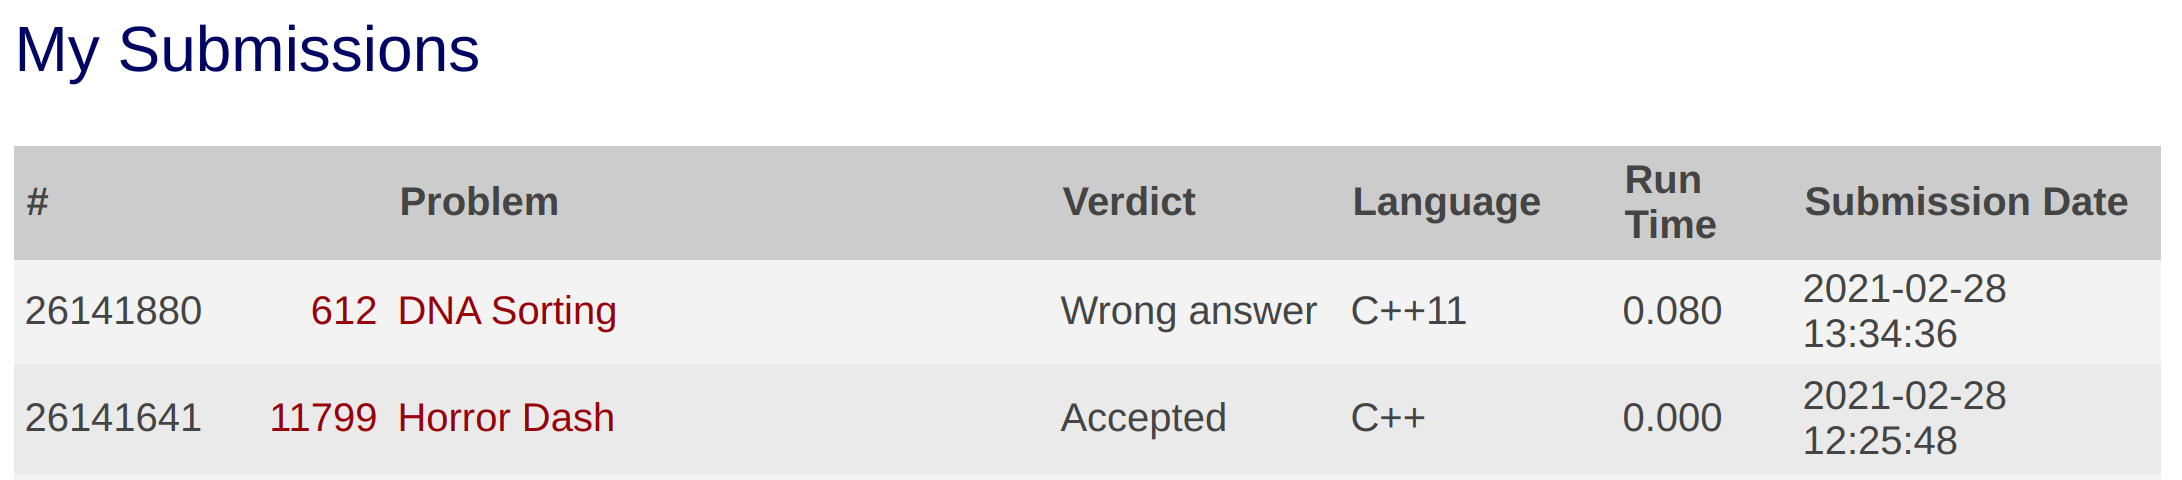 My Submissions
# Problem Verdict Language Run Time Submission Date
26141880 612 DNA Sorting Wrong answer C++11 0.080 2021-02-28 13:34:36
26141641 11799 Horror Dash Accepted C++ 0.000 2021-02-28 12:25:48